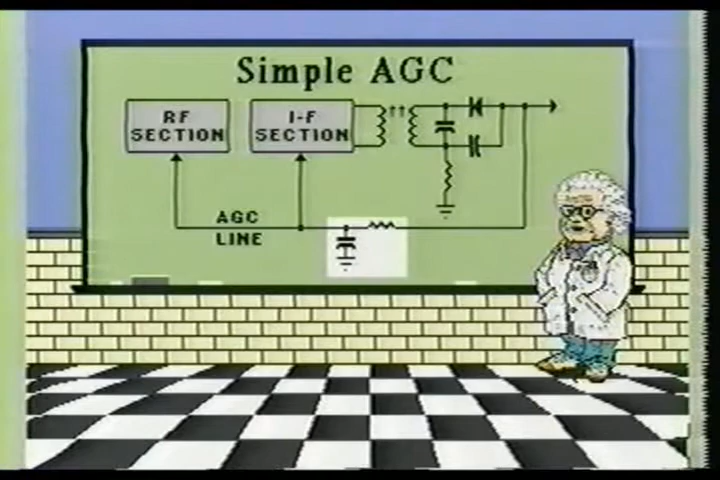 Simple AGC
RF
SECTION
I-F
SECTION
AGC
LINE